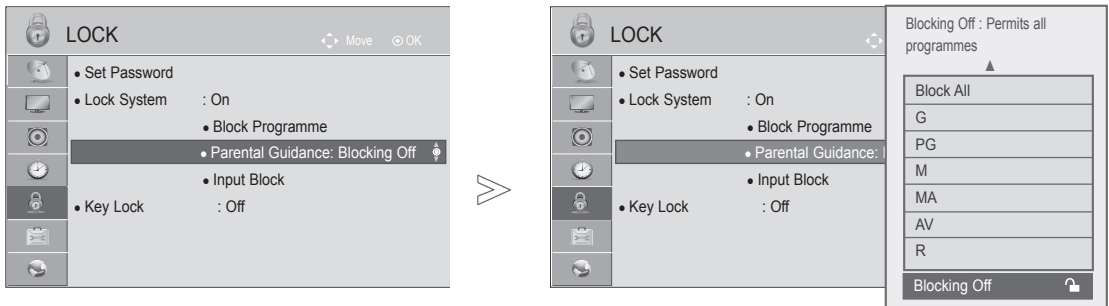 LOCK
Move OK
• Set Password
• Lock System : On
• Block Programme
• Parental Guidance: Blocking Off
• Input Block
• Key Lock : Off
LOCK
• Set Password
• Lock System : On
• Block Programme
• Parental Guidance:
• Input Block
• Key Lock : Off
Blocking Off : Permits all
programmes
Block All
G
PG
M
MA
AV
R
Blocking Off